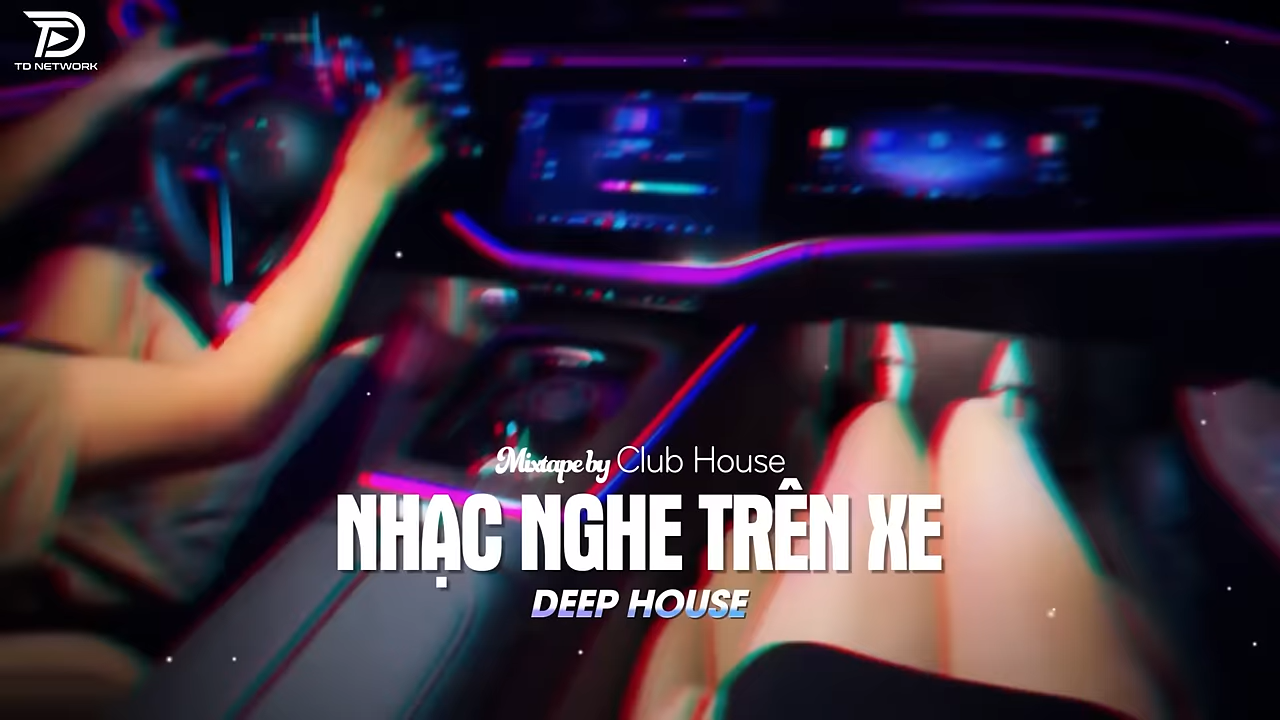 TD NETWORK
Mixtape by Club House
NHẠC NGHE TRÊN XE
DEEP HOUSE